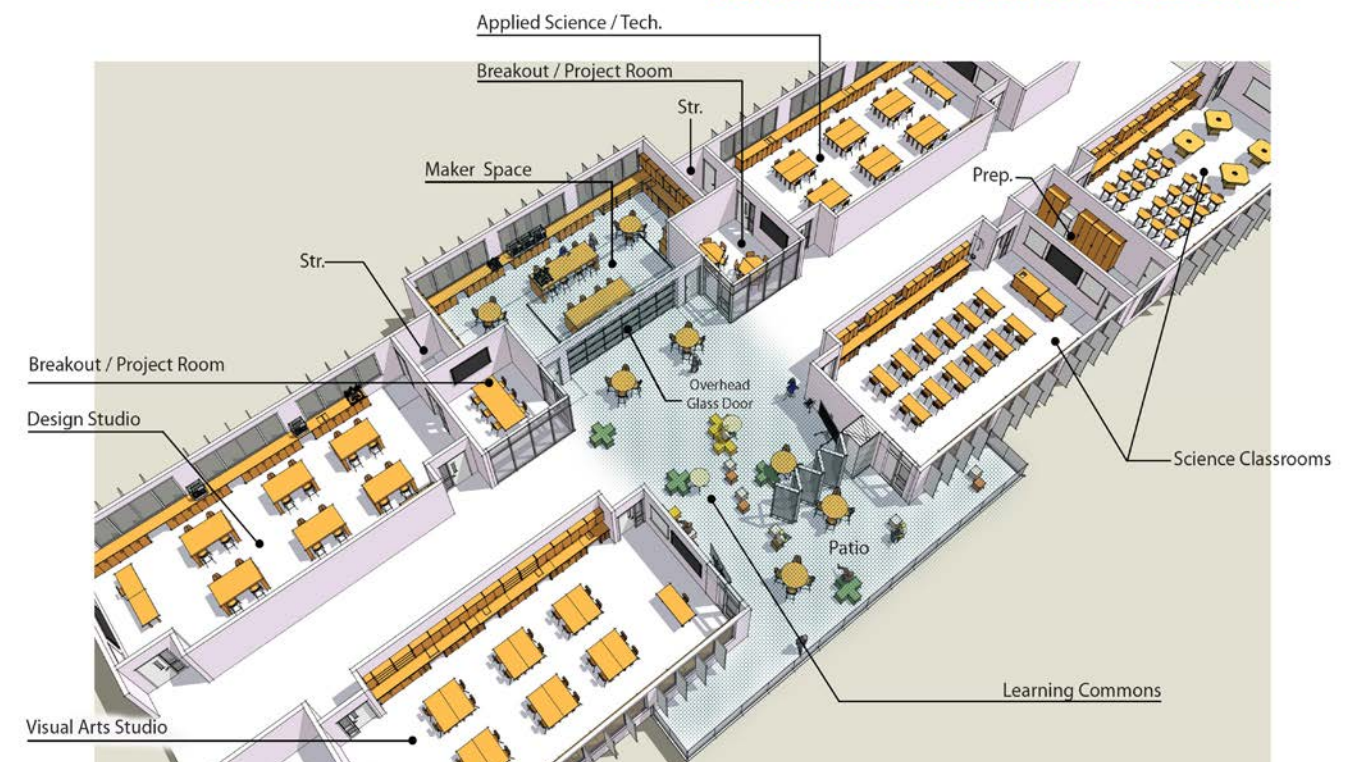 Applied Science / Tech.
Breakout / Project Room
Str.
Maker Space
Prep.
Str.
Breakout / Project Room
Overhead
Glass Door
Design Studio
Science Classrooms
Patio
Learning Commons
Visual Arts Studio